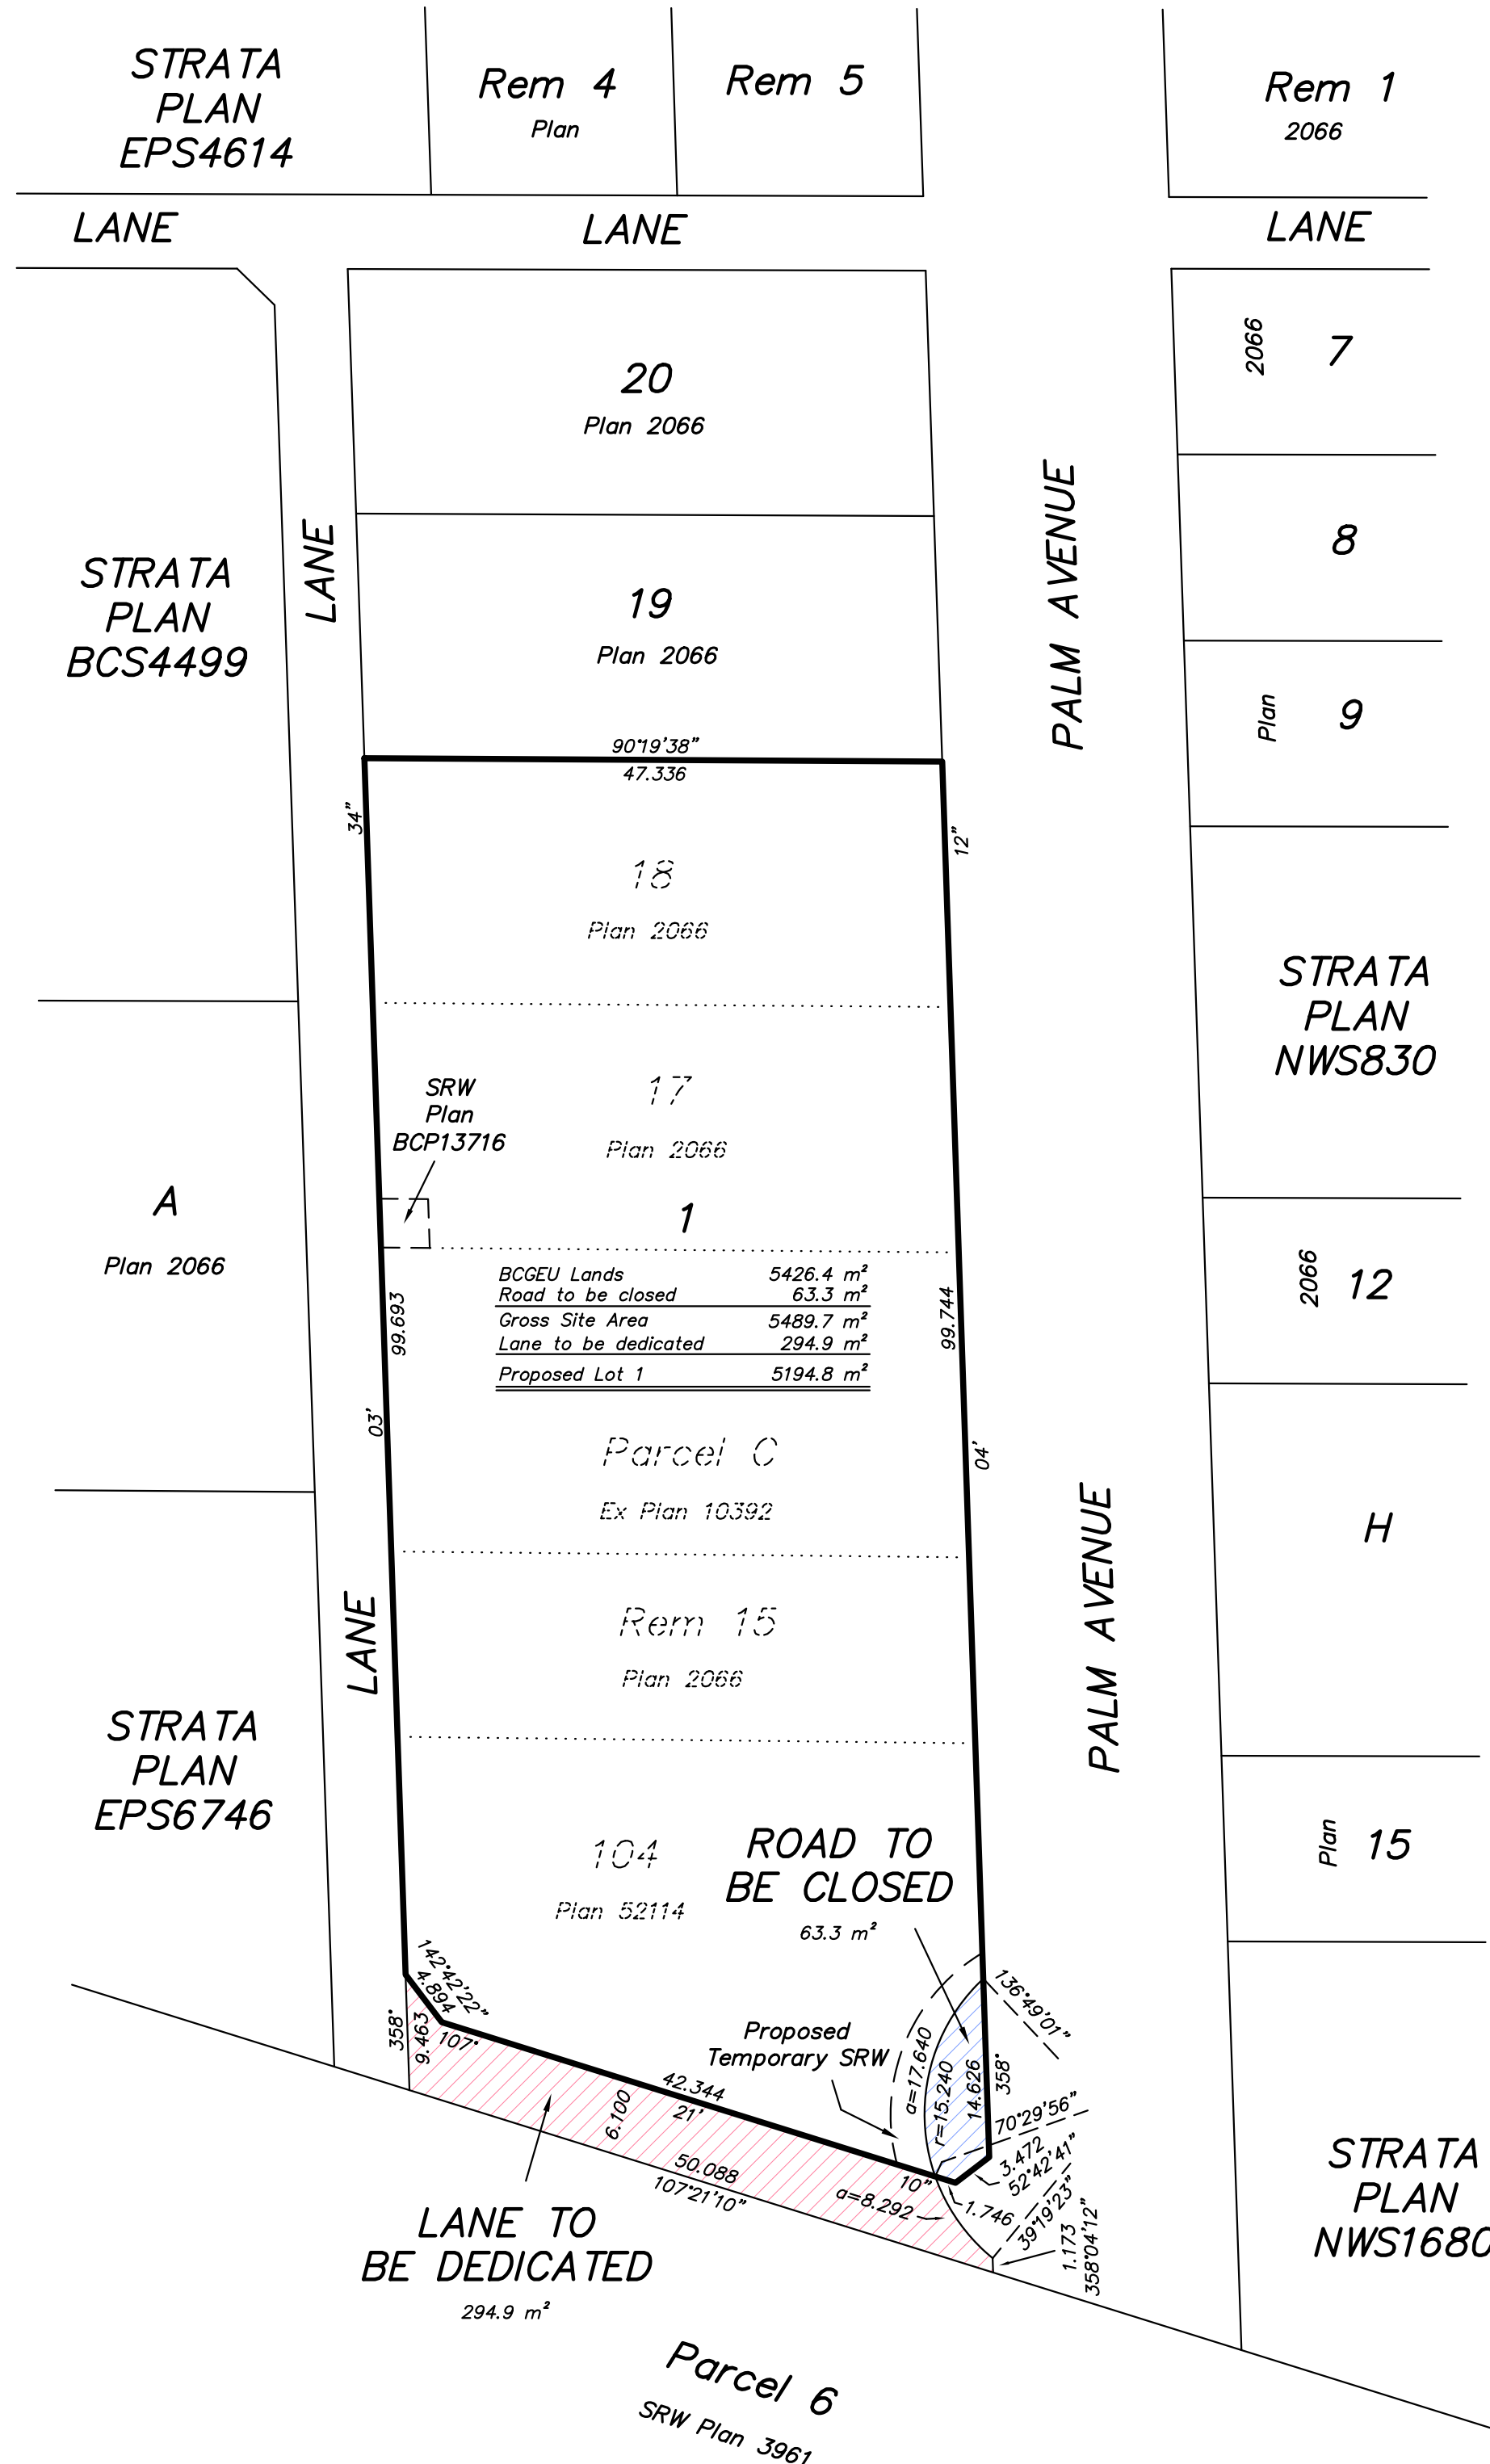 STRATA
PLAN
EPS4614
Rem 4
Plan
Rem 5
Rem 1
2066
LANE
LANE
LANE
20
Plan 2066
2066
7
8
LANE
PALM AVENUE
STRATA
PLAN
BCS4499
19
Plan 2066
Plan
9
90°19'38"
47.336
34"
12"
18
Plan 2066
STRATA
PLAN
NWS830
SRW
Plan
BCP13716
17
Plan 2066
A
Plan 2066
1
2066
12
BCGEU Lands 5426.4 m²
Road to be closed 63.3 m²
Gross Site Area 5489.7 m²
Lane to be dedicated 294.9 m²
Proposed Lot 1 5194.8 m²
99.693
99.744
03'
04'
Parcel C
Ex Plan 10392
H
PALM AVENUE
LANE
Rem 15
Plan 2066
STRATA
PLAN
EPS6746
104
Plan 52114
ROAD TO
BE CLOSED
63.3 m²
Plan
15
142°42'22"
4.894
358°
9.463
107°
Proposed
Temporary SRW
136°49'01"
a=17.640
r=15.240
14.626
358°
42.344
21'
6.100
70°29'56"
3.472
52°42'41"
10"
50.088
107°21'10"
a=8.292
1.746
39°19'23"
1.173
358°04'12"
STRATA
PLAN
NWS1680
LANE TO
BE DEDICATED
294.9 m²
Parcel 6
SRW Plan 3961